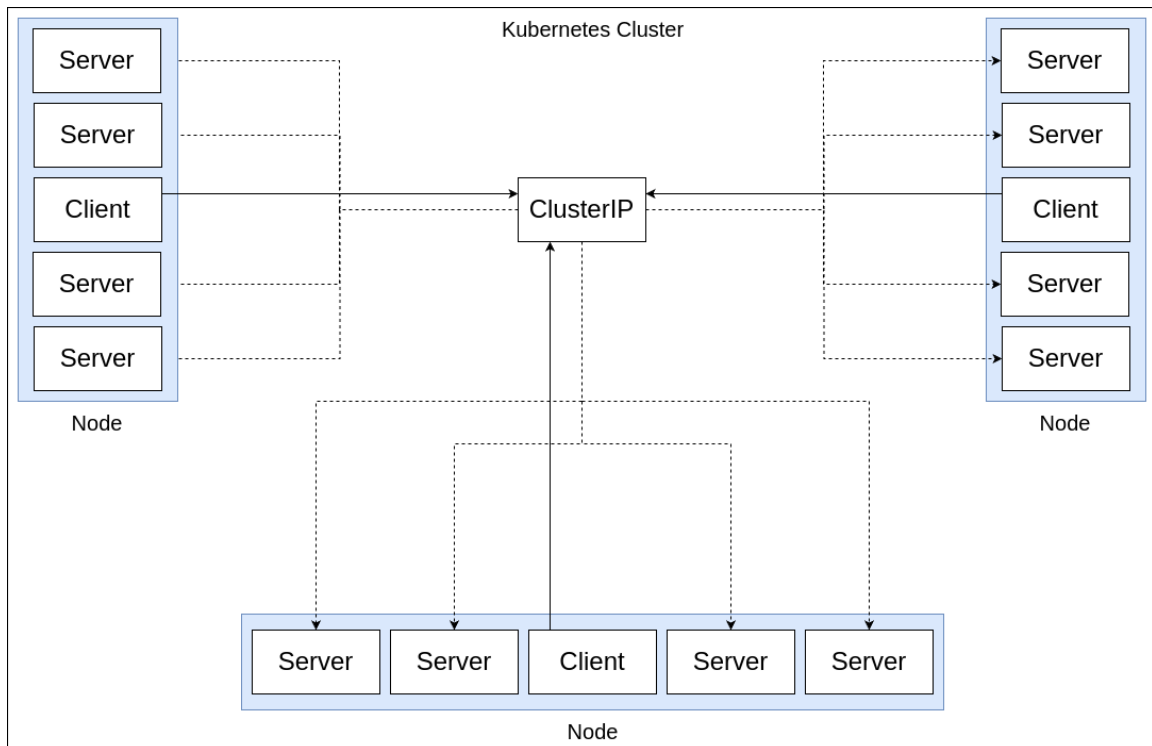 Kubernetes Cluster
Server
Server
Client
Server
Server
Node
ClusterIP
Server
Server
Client
Server
Server
Node
Server
Server
Client
Server
Server
Node